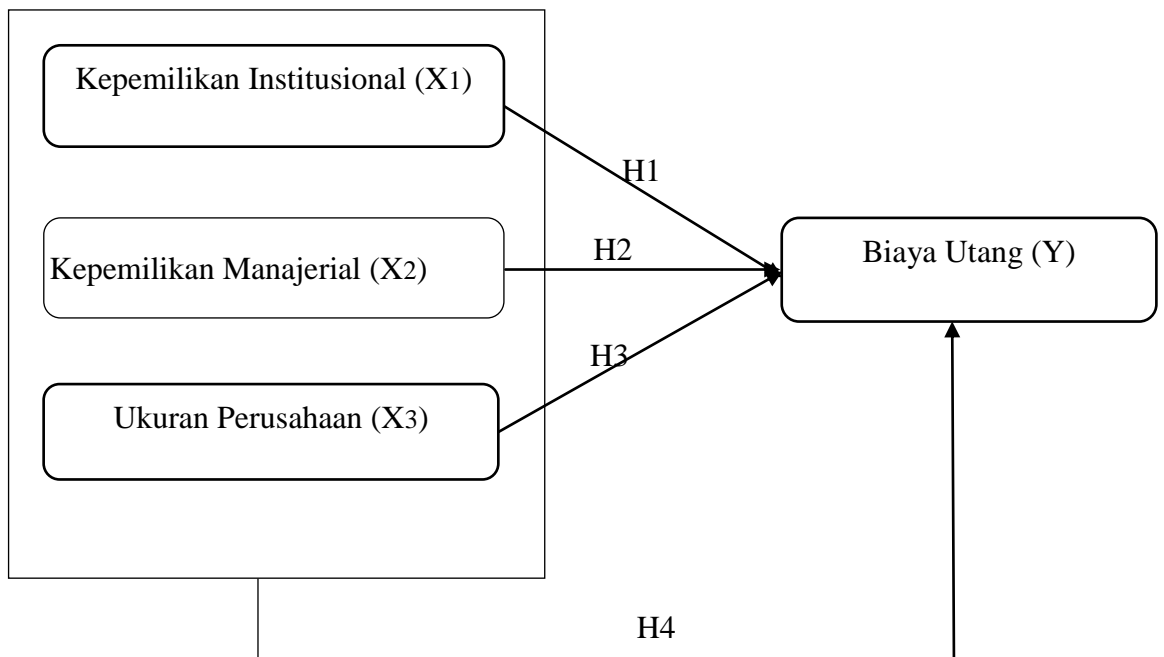 Kepemilikan Institusional (X1)
H1
Kepemilikan Manajerial (X2)
H2
Biaya Utang (Y)
H3
Ukuran Perusahaan (X3)
H4